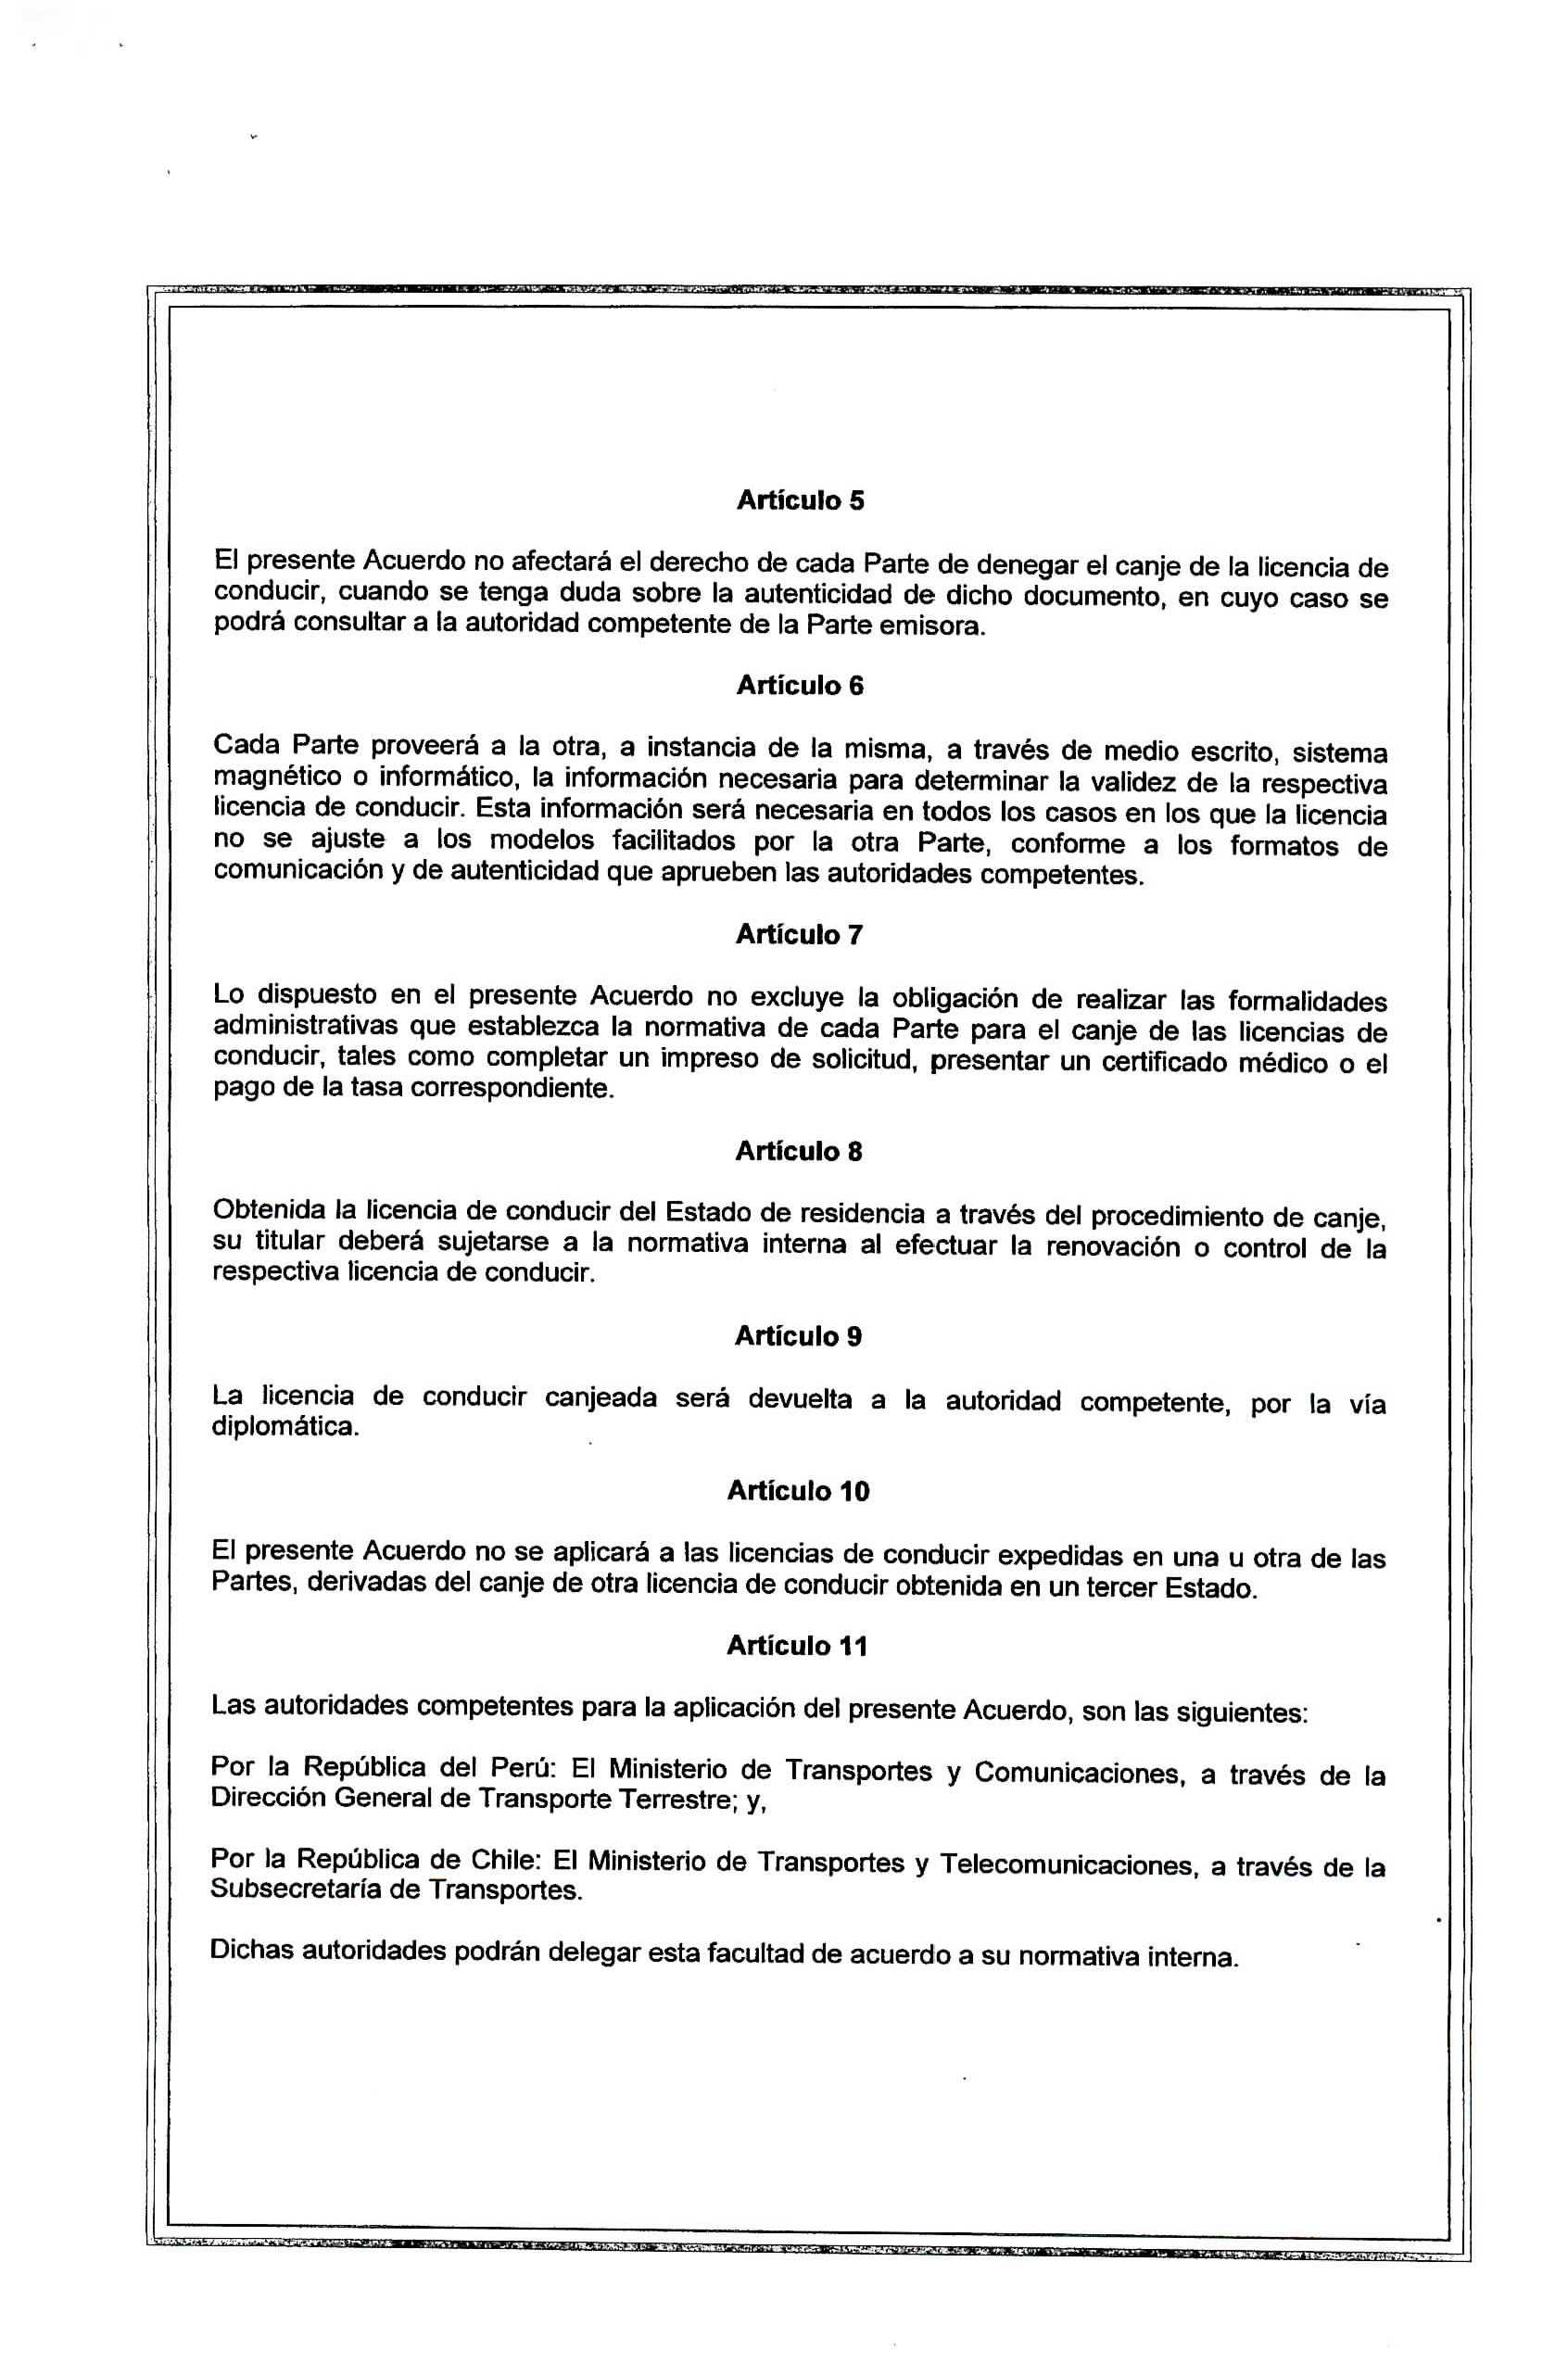 Artículo 5
El presente Acuerdo no afectará el derecho de cada Parte de denegar el canje de la licencia de
conducir, cuando se tenga duda sobre la autenticidad de dicho documento, en cuyo caso se
podrá consultar a la autoridad competente de la Parte emisora.
Artículo 6
Cada Parte proveerá a la otra, a instancia de la misma, a través de medio escrito, sistema
magnético o informático, la información necesaria para determinar la validez de la respectiva
licencia de conducir. Esta información será necesaria en todos los casos en los que la licencia
no se ajuste a los modelos facilitados por la otra Parte, conforme a los formatos de
comunicación y de autenticidad que aprueben las autoridades competentes.
Artículo 7
Lo dispuesto en el presente Acuerdo no excluye la obligación de realizar las formalidades
administrativas que establezca la normativa de cada Parte para el canje de las licencias de
conducir, tales como completar un impreso de solicitud, presentar un certificado médico o el
pago de la tasa correspondiente.
Artículo 8
Obtenida la licencia de conducir del Estado de residencia a través del procedimiento de canje,
su titular deberá sujetarse a la normativa interna al efectuar la renovación o control de la
respectiva licencia de conducir.
Artículo 9
La licencia de conducir canjeada será devuelta a la autoridad competente, por la vía
diplomática.
Artículo 10
El presente Acuerdo no se aplicará a las licencias de conducir expedidas en una u otra de las
Partes, derivadas del canje de otra licencia de conducir obtenida en un tercer Estado.
Artículo 11
Las autoridades competentes para la aplicación del presente Acuerdo, son las siguientes:
Por la República del Perú: El Ministerio de Transportes y Comunicaciones, a través de la
Dirección General de Transporte Terrestre; y,
Por la República de Chile: El Ministerio de Transportes y Telecomunicaciones, a través de la
Subsecretaría de Transportes.
Dichas autoridades podrán delegar esta facultad de acuerdo a su normativa interna.